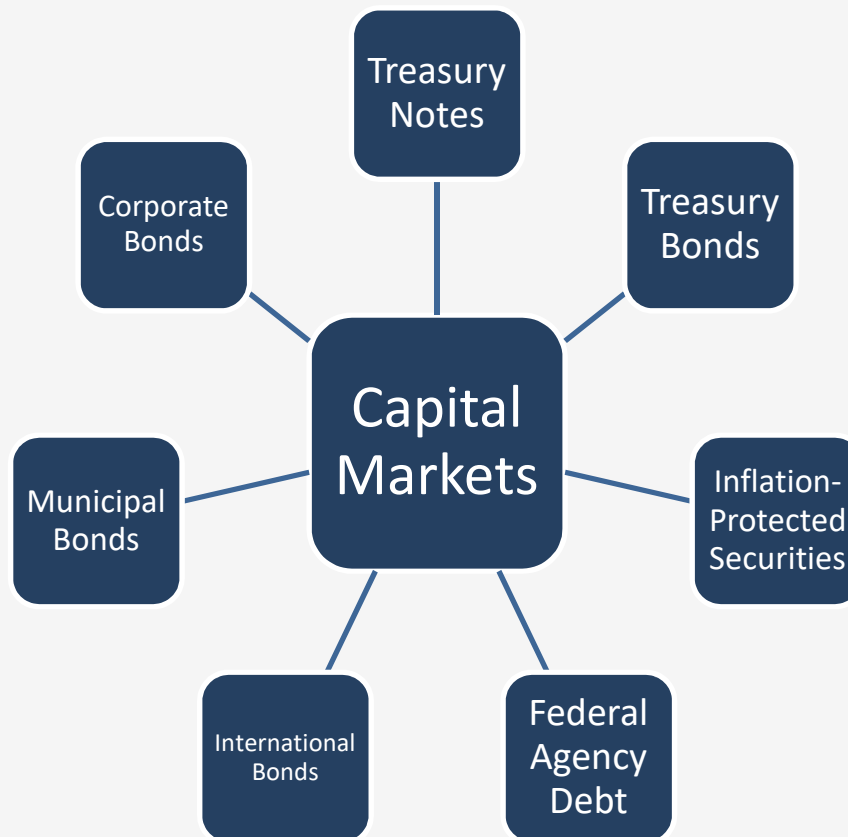 Treasury
Notes
Corporate
Bonds
Treasury
Bonds
Capital
Markets
Municipal
Bonds
Inflation-
Protected
Securities
International
Bonds
Federal
Agency
Debt